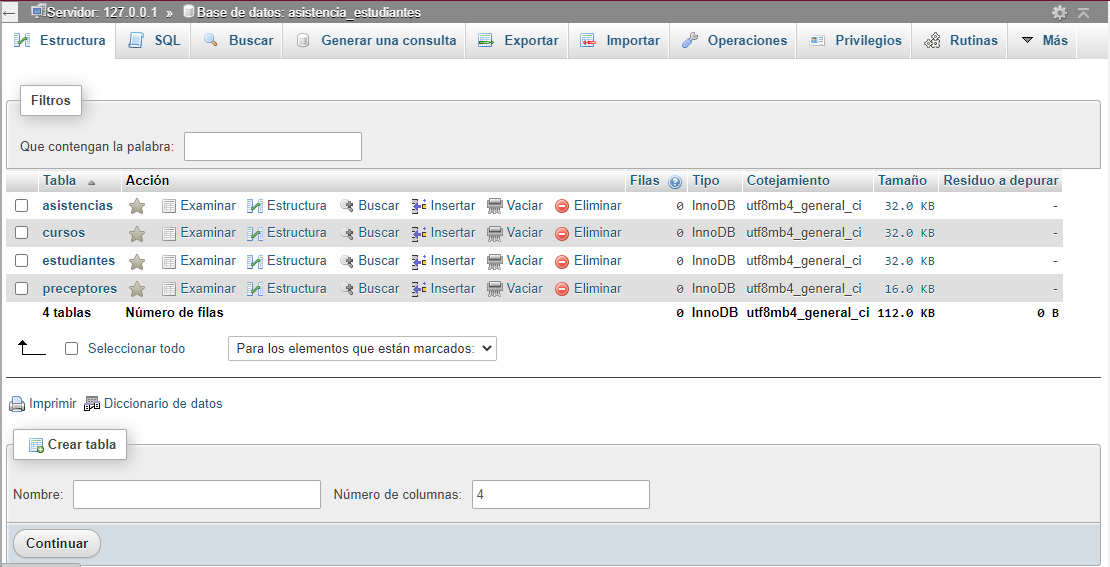 Servidor: 127.0.0.1 » Base de datos: asistencia_estudiantes
Estructura SQL Buscar Generar una consulta Exportar Importar Operaciones Privilegios Rutinas Más
Filtros
Que contengan la palabra:
Tabla Acción Filas Tipo Cotejamiento Tamaño Residuo a depurar
asistencias Examinar Estructura Buscar Insertar Vaciar Eliminar 0 InnoDB utf8mb4_general_ci 32.0 KB -
cursos Examinar Estructura Buscar Insertar Vaciar Eliminar 0 InnoDB utf8mb4_general_ci 32.0 KB -
estudiantes Examinar Estructura Buscar Insertar Vaciar Eliminar 0 InnoDB utf8mb4_general_ci 32.0 KB -
preceptores Examinar Estructura Buscar Insertar Vaciar Eliminar 0 InnoDB utf8mb4_general_ci 16.0 KB -
4 tablas Número de filas 0 InnoDB utf8mb4_general_ci 112.0 KB 0 B
Seleccionar todo Para los elementos que están marcados:
Imprimir Diccionario de datos
Crear tabla
Nombre: Número de columnas: 4
Continuar